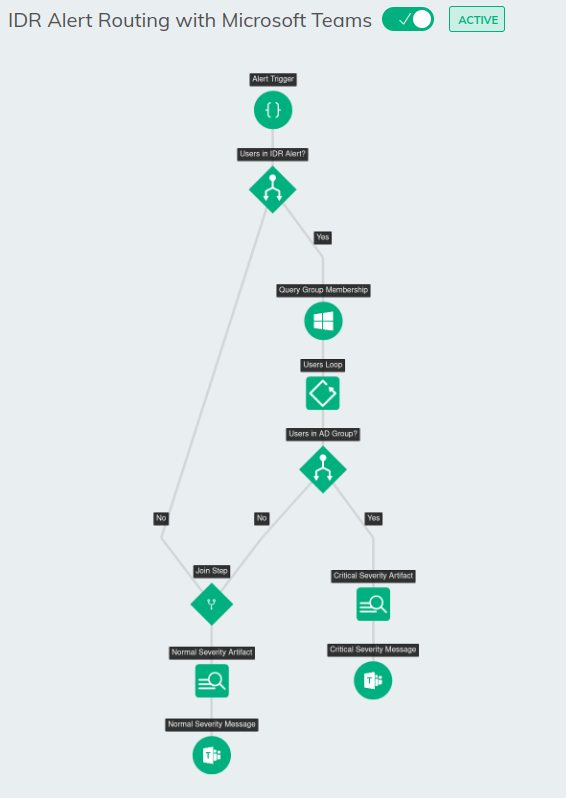 IDR Alert Routing with Microsoft Teams
ACTIVE
Alert Trigger
Users in IDR Alert?
Yes
Query Group Membership
Users Loop
Users in AD Group?
No
No
Yes
Join Step
Critical Severity Artifact
Normal Severity Artifact
Critical Severity Message
Normal Severity Message